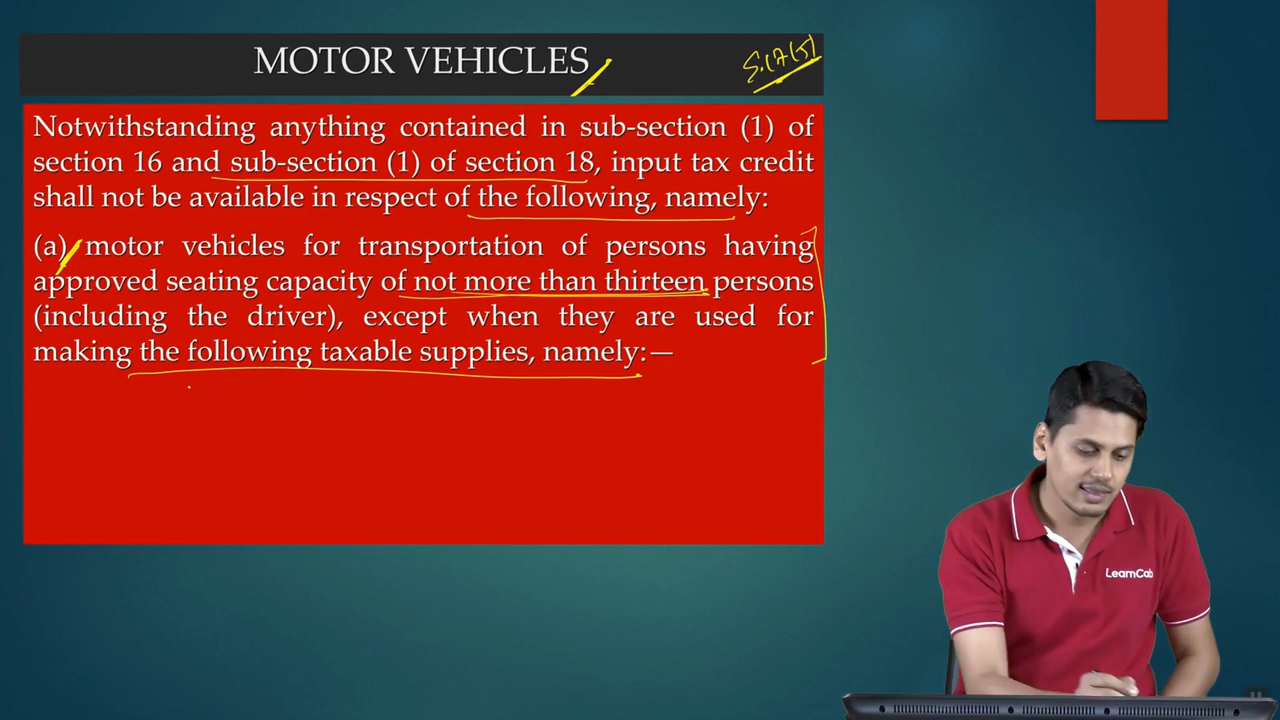 MOTOR VEHICLES
S.17(5)
Notwithstanding anything contained in sub-section (1) of
section 16 and sub-section (1) of section 18, input tax credit
shall not be available in respect of the following, namely:
(a) motor vehicles for transportation of persons having
approved seating capacity of not more than thirteen persons
(including the driver), except when they are used for
making the following taxable supplies, namely:—
LearnCab